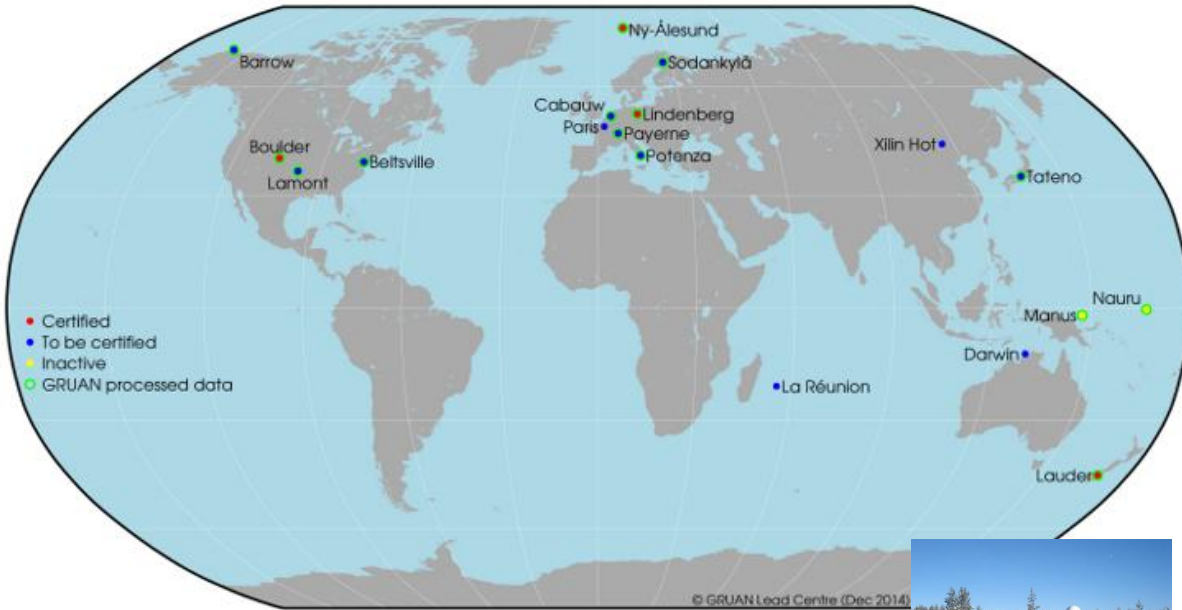 Ny-Ålesund
Barrow
Sodankylä
Cabauw
Lindenberg
Paris
Payerne
Boulder
Beltsville
Potenza
Xilin Hot
Lamont
Tateno
Nauru
Manus
Certified
To be certified
Inactive
GRUAN processed data
Darwin
La Réunion
Lauder
© GRUAN Lead Centre (Dec 2014)